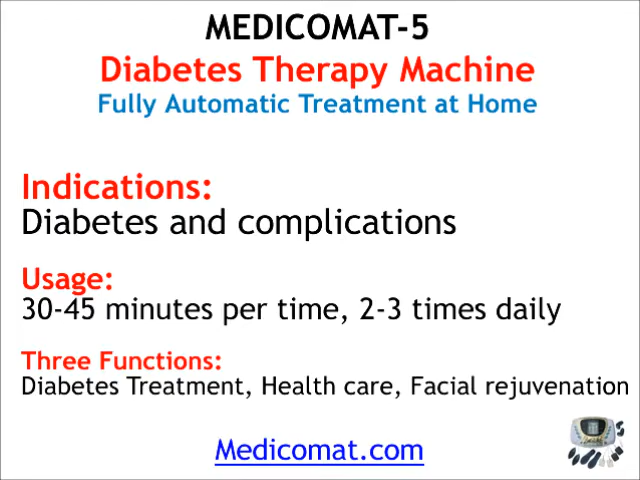 MEDICOMAT-5
Diabetes Therapy Machine
Fully Automatic Treatment at Home
Indications:
Diabetes and complications
Usage:
30-45 minutes per time, 2-3 times daily
Three Functions:
Diabetes Treatment, Health care, Facial rejuvenation
Medicomat.com